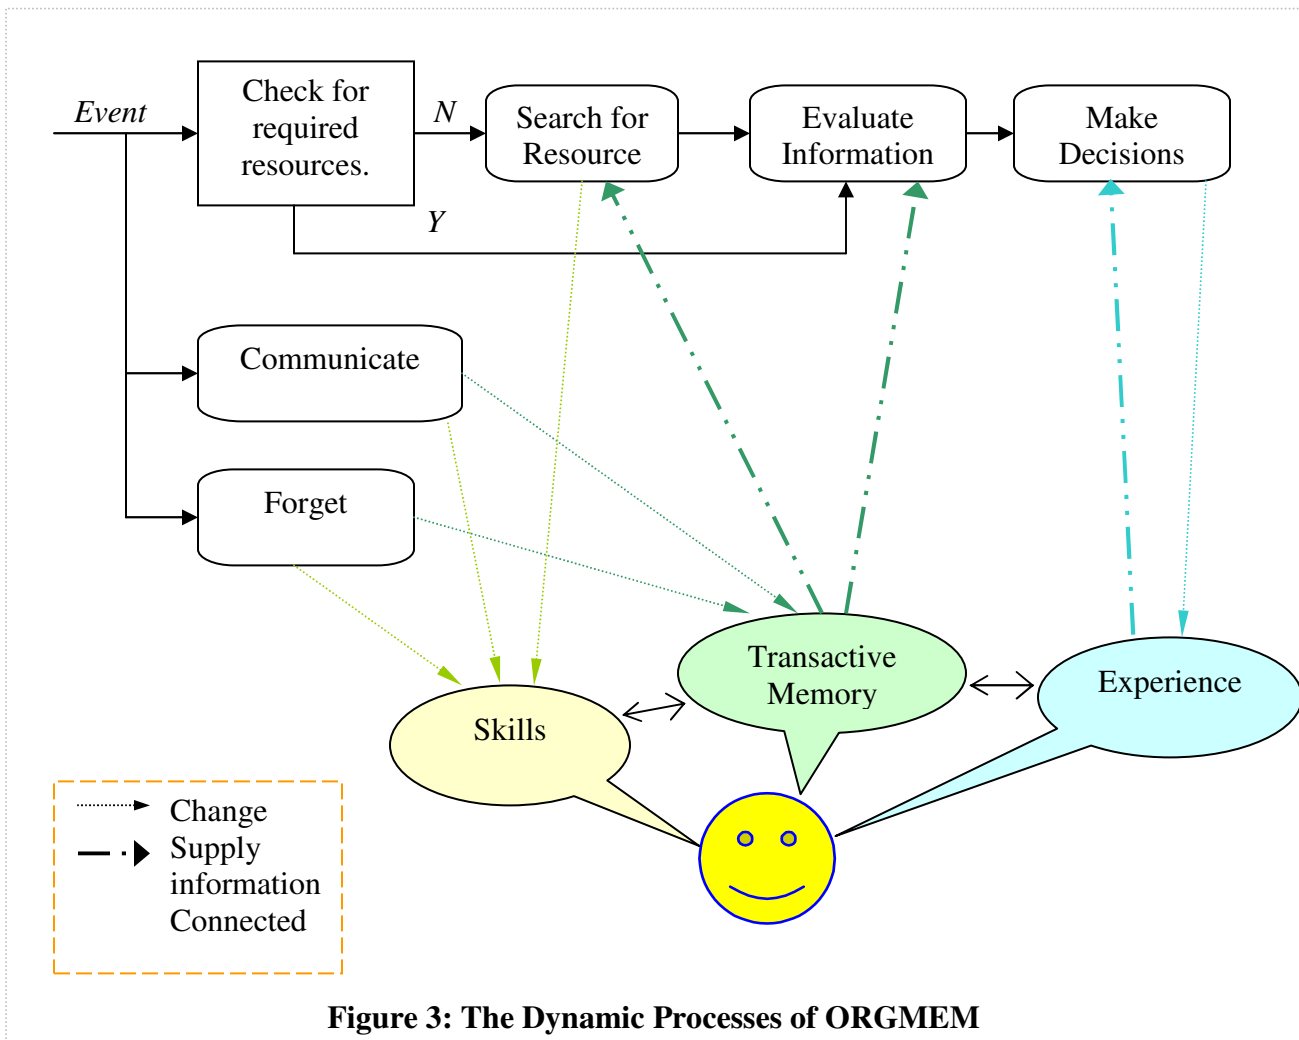 Event
Check for
required
resources.
N
Search for
Resource
Evaluate
Information
Make
Decisions
Y
Communicate
Forget
Transactive
Memory
Experience
Skills
Change
Supply
information
Connected
Figure 3: The Dynamic Processes of ORGMEM